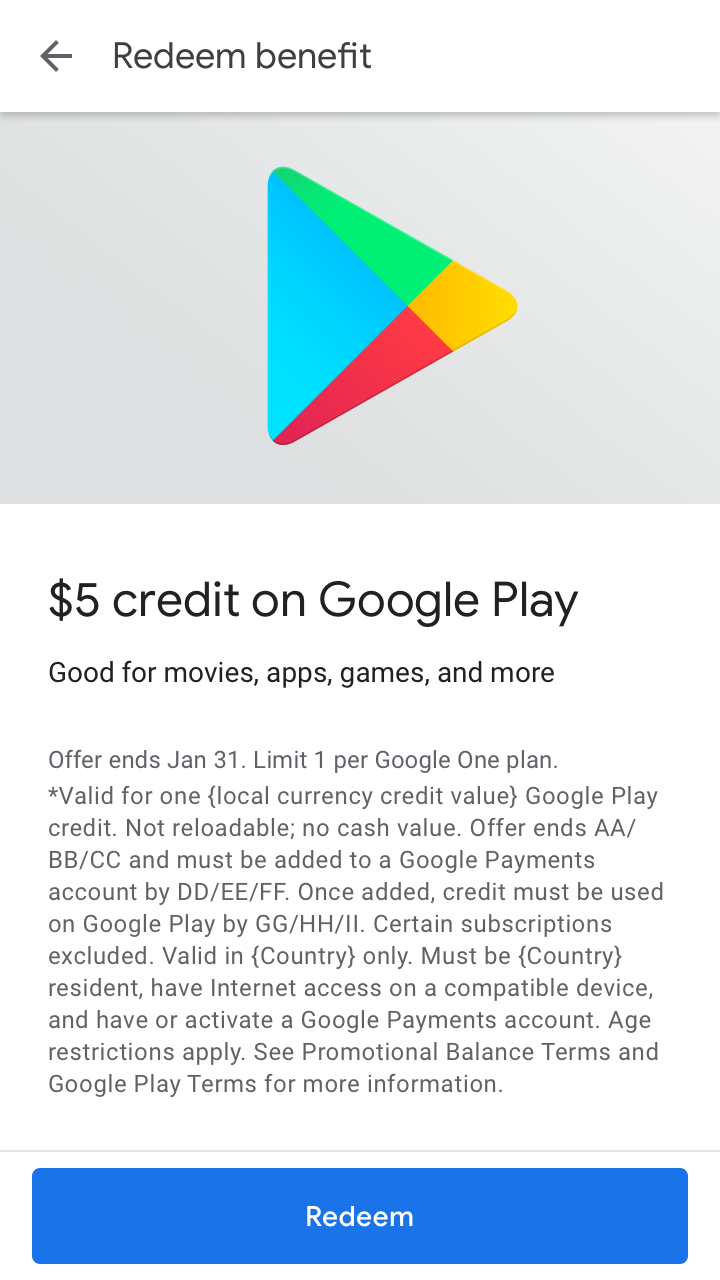 Redeem benefit
$5 credit on Google Play
Good for movies, apps, games, and more
Offer ends Jan 31. Limit 1 per Google One plan.
*Valid for one {local currency credit value} Google Play
credit. Not reloadable; no cash value. Offer ends AA/
BB/CC and must be added to a Google Payments
account by DD/EE/FF. Once added, credit must be used
on Google Play by GG/HH/II. Certain subscriptions
excluded. Valid in {Country} only. Must be {Country}
resident, have Internet access on a compatible device,
and have or activate a Google Payments account. Age
restrictions apply. See Promotional Balance Terms and
Google Play Terms for more information.
Redeem